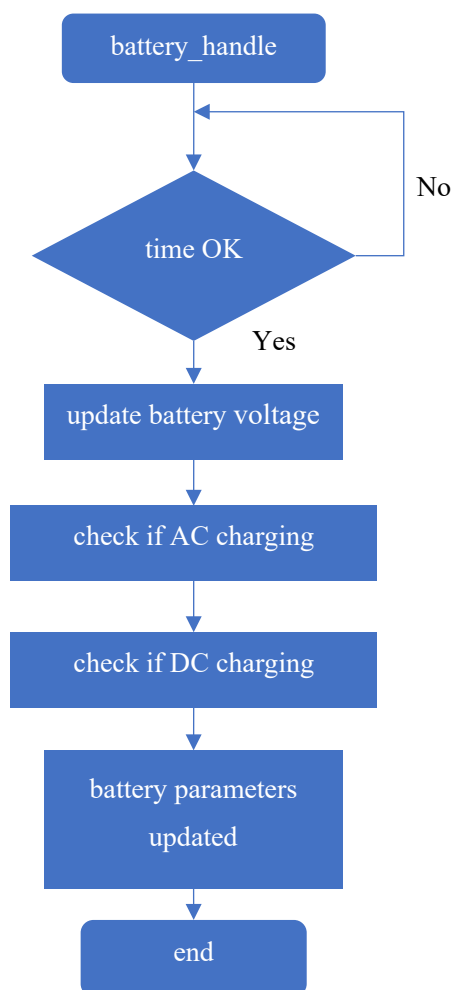 battery_handle
No
time OK
Yes
update battery voltage
check if AC charging
check if DC charging
battery parameters
updated
end